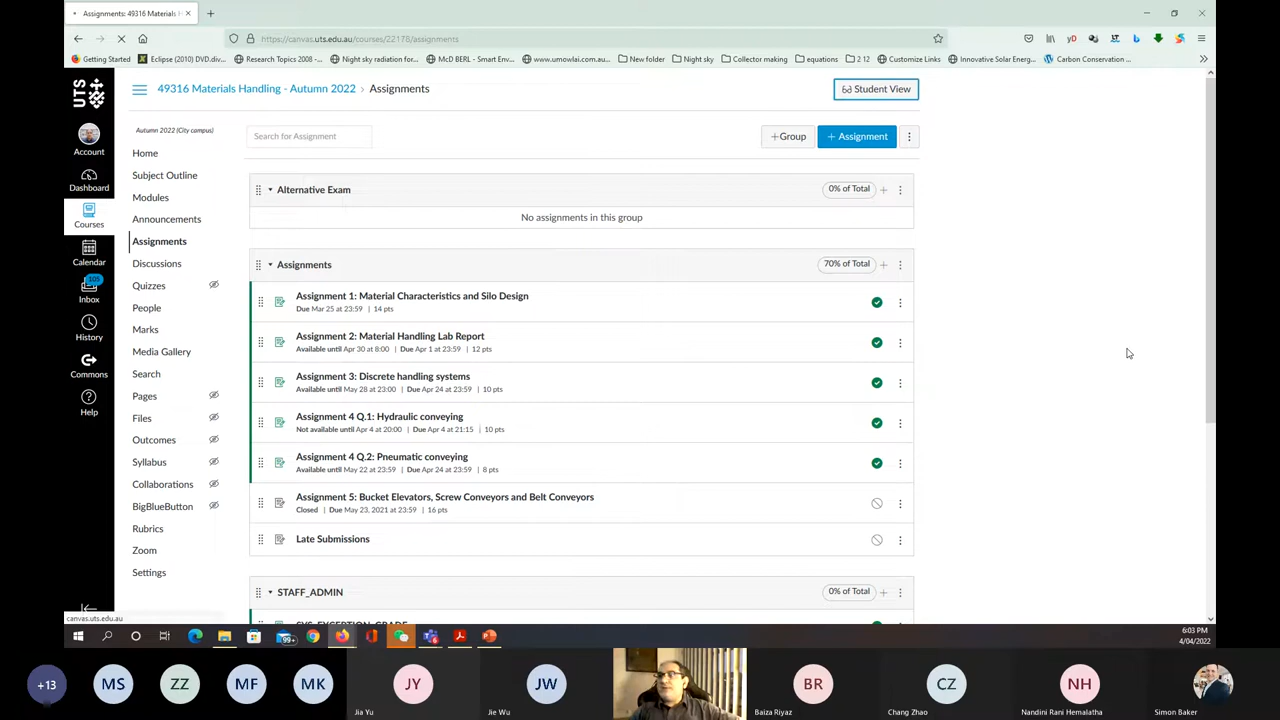 Assignments: 49316 Materials H
https://canvas.uts.edu.au/courses/22178/assignments
Getting Started
Eclipse (2010) DVD.div...
Research Topics 2008 -...
Night sky radiation for...
McD BERL - Smart Env...
www.umowlai.com.au...
New folder
Night sky
Collector making
equations
2 12
Customize Links
Innovative Solar Energ...
Carbon Conservation ...
UTS
Account
Dashboard
Courses
Calendar
105
Inbox
History
Commons
Help
49316 Materials Handling - Autumn 2022 › Assignments
Student View
Autumn 2022 (City campus)
Home
Subject Outline
Modules
Announcements
Assignments
Discussions
Quizzes
People
Marks
Media Gallery
Search
Pages
Files
Outcomes
Syllabus
Collaborations
BigBlueButton
Rubrics
Zoom
Settings
Search for Assignment
+Group
+ Assignment
Alternative Exam
0% of Total
No assignments in this group
Assignments
70% of Total
Assignment 1: Material Characteristics and Silo Design
Due Mar 25 at 23:59 | 14 pts
Assignment 2: Material Handling Lab Report
Available until Apr 30 at 8:00 | Due Apr 1 at 23:59 | 12 pts
Assignment 3: Discrete handling systems
Available until May 28 at 23:00 | Due Apr 24 at 23:59 | 10 pts
Assignment 4 Q.1: Hydraulic conveying
Not available until Apr 4 at 20:00 | Due Apr 4 at 21:15 | 10 pts
Assignment 4 Q.2: Pneumatic conveying
Available until May 22 at 23:59 | Due Apr 24 at 23:59 | 8 pts
Assignment 5: Bucket Elevators, Screw Conveyors and Belt Conveyors
Closed | Due May 23, 2021 at 23:59 | 16 pts
Late Submissions
STAFF_ADMIN
0% of Total
SYS_EXCEPTION_GRADE
canvas.uts.edu.au
99+
6:03 PM
4/04/2022
+13
MS
ZZ
MF
MK
JY
Jia Yu
JW
Jie Wu
BR
Baiza Riyaz
CZ
Chang Zhao
NH
Nandini Rani Hemalatha
Simon Baker